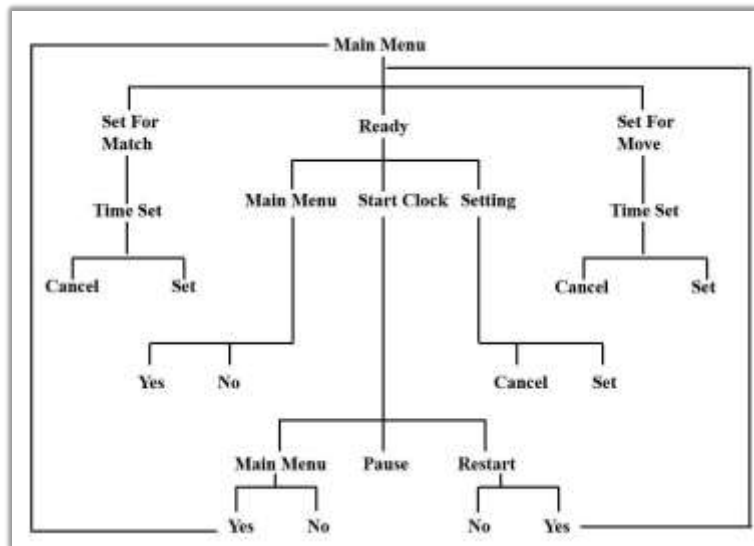 Main Menu
Set For
Match
Ready
Set For
Move
Time Set
Main Menu
Start Clock
Setting
Time Set
Cancel
Set
Cancel
Set
Yes
No
Cancel
Set
Main Menu
Pause
Restart
Yes
No
No
Yes